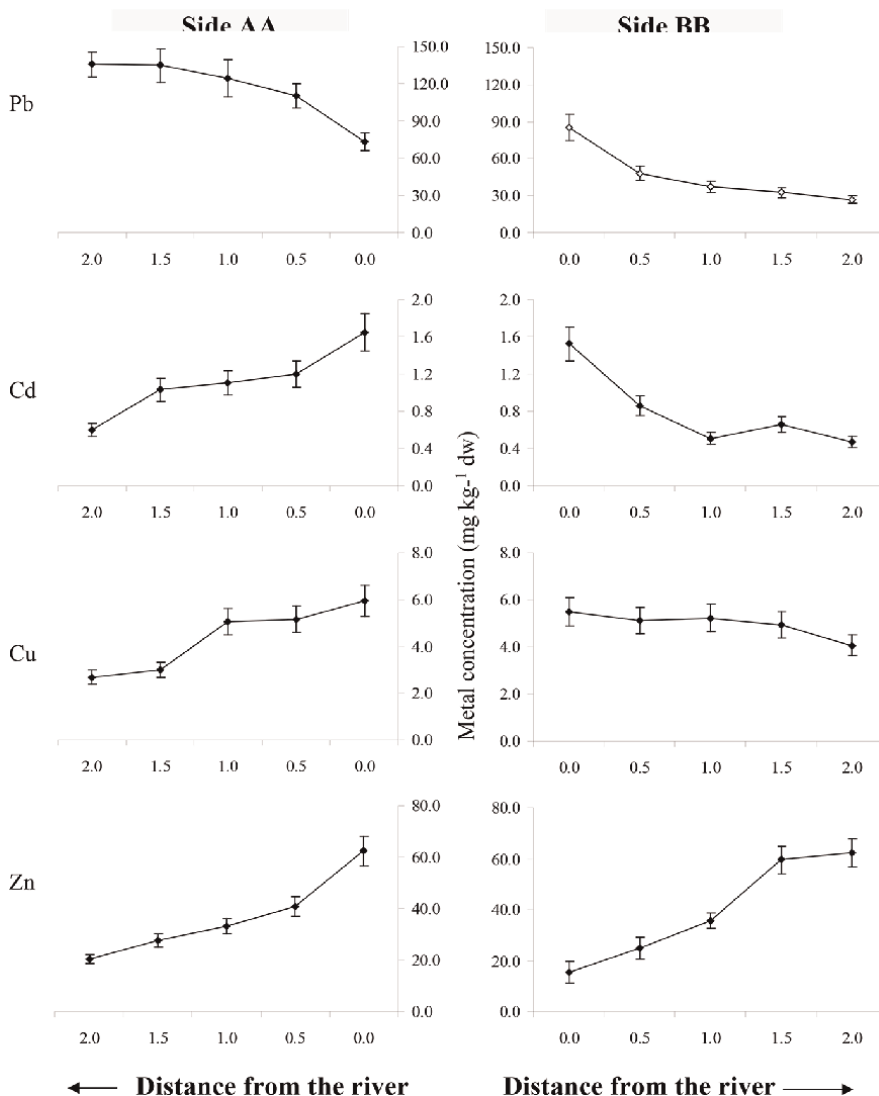 Side AA
Side BB
Pb
150.0
120.0
90.0
60.0
30.0
0.0
2.0 1.5 1.0 0.5 0.0
150.0
120.0
90.0
60.0
30.0
0.0
0.0 0.5 1.0 1.5 2.0
Cd
2.0
1.6
1.2
0.8
0.4
0.0
2.0 1.5 1.0 0.5 0.0
2.0
1.6
1.2
0.8
0.4
0.0
0.0 0.5 1.0 1.5 2.0
Metal concentration (mg kg-¹ dw)
Cu
8.0
6.0
4.0
2.0
0.0
2.0 1.5 1.0 0.5 0.0
8.0
6.0
4.0
2.0
0.0
0.0 0.5 1.0 1.5 2.0
Zn
80.0
60.0
40.0
20.0
0.0
2.0 1.5 1.0 0.5 0.0
80.0
60.0
40.0
20.0
0.0
0.0 0.5 1.0 1.5 2.0
Distance from the river
Distance from the river